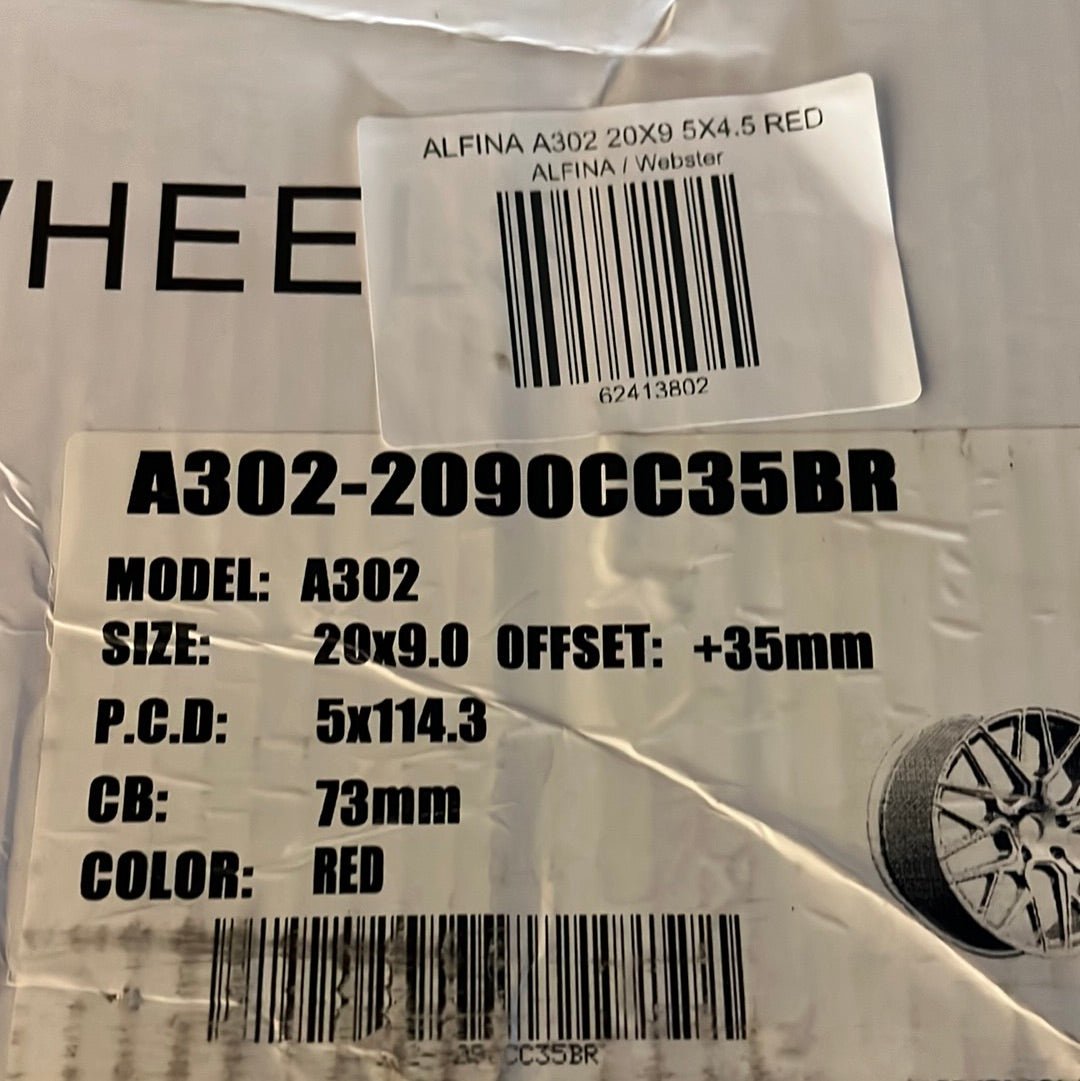 ALFINA A302 20X9 5X4.5 RED
ALFINA / Webster
62413802
HEE
A302-2090CC35BR
MODEL: A302
SIZE: 20x9.0 OFFSET: +35mm
P.C.D: 5x114.3
CB: 73mm
COLOR: RED
CC35BR